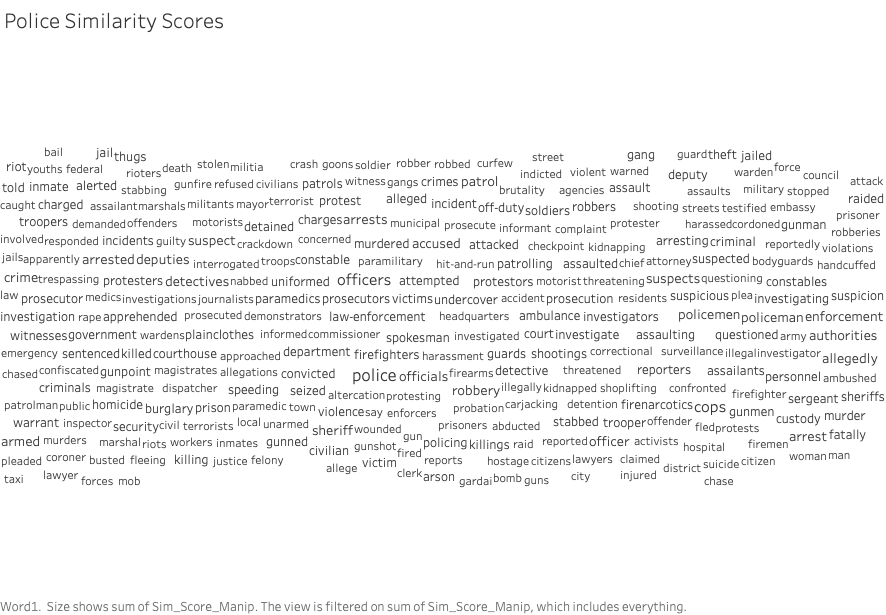 Police Similarity Scores
bail jail thugs street gang guard theft jailed
riot youths federal rioters death stolen militia crash goons soldier robber robbed curfew indicted violent warned deputy warden force council attack
told inmate alerted stabbing gunfire refused civilians patrols witness gangs crimes patrol brutality agencies assault assaults military stopped raided
caught charged assailant marshals militants mayor terrorist protest alleged incident off-duty soldiers robbers shooting streets testified embassy prisoner
troopers demanded offenders motorists detained charges arrests municipal prosecute informant complaint protester harassed cordoned gunman robberies
involved responded incidents guilty suspect crackdown concerned murdered accused attacked checkpoint kidnapping arresting criminal reportedly violations
jails apparently arrested deputies interrogated troops constable paramilitary hit-and-run patrolling assaulted chief attorney suspected bodyguards handcuffed
crime trespassing protesters detectives nabbed uniformed officers attempted protestors motorist threatening suspects questioning constables
law prosecutor medics investigations journalists paramedics prosecutors victims undercover accident prosecution residents suspicious plea investigating suspicion
investigation rape apprehended prosecuted demonstrators law-enforcement headquarters ambulance investigators policemen policeman enforcement
witnesses government wardens plainclothes informed commissioner spokesman investigated court investigate assaulting questioned army authorities
emergency sentenced killed courthouse approached department firefighters harassment guards shootings correctional surveillance illegal investigator allegedly
chased confiscated gunpoint magistrates allegations convicted police officials firearms detective threatened reporters assailants personnel ambushed
criminals magistrate dispatcher speeding seized altercation protesting robbery illegally kidnapped shoplifting confronted firefighter sergeant sheriffs
patrolman public homicide burglary prison paramedic town violence say enforcers probation carjacking detention fire narcotics cops gunmen custody murder
warrant inspector security civil terrorists local unarmed sheriff wounded prisoners abducted stabbed trooper offender fled protests
armed murders marshal riots workers inmates gunned civilian gunshot gun fired policing killings raid reported officer activists hospital firemen arrest fatally
pleaded coroner busted fleeing killing justice felony allege victim reports hostage citizens lawyers claimed district suicide citizen woman man
taxi lawyer forces mob clerk arson gardai bomb guns city injured chase
Word1. Size shows sum of Sim_Score_Manip. The view is filtered on sum of Sim_Score_Manip, which includes everything.